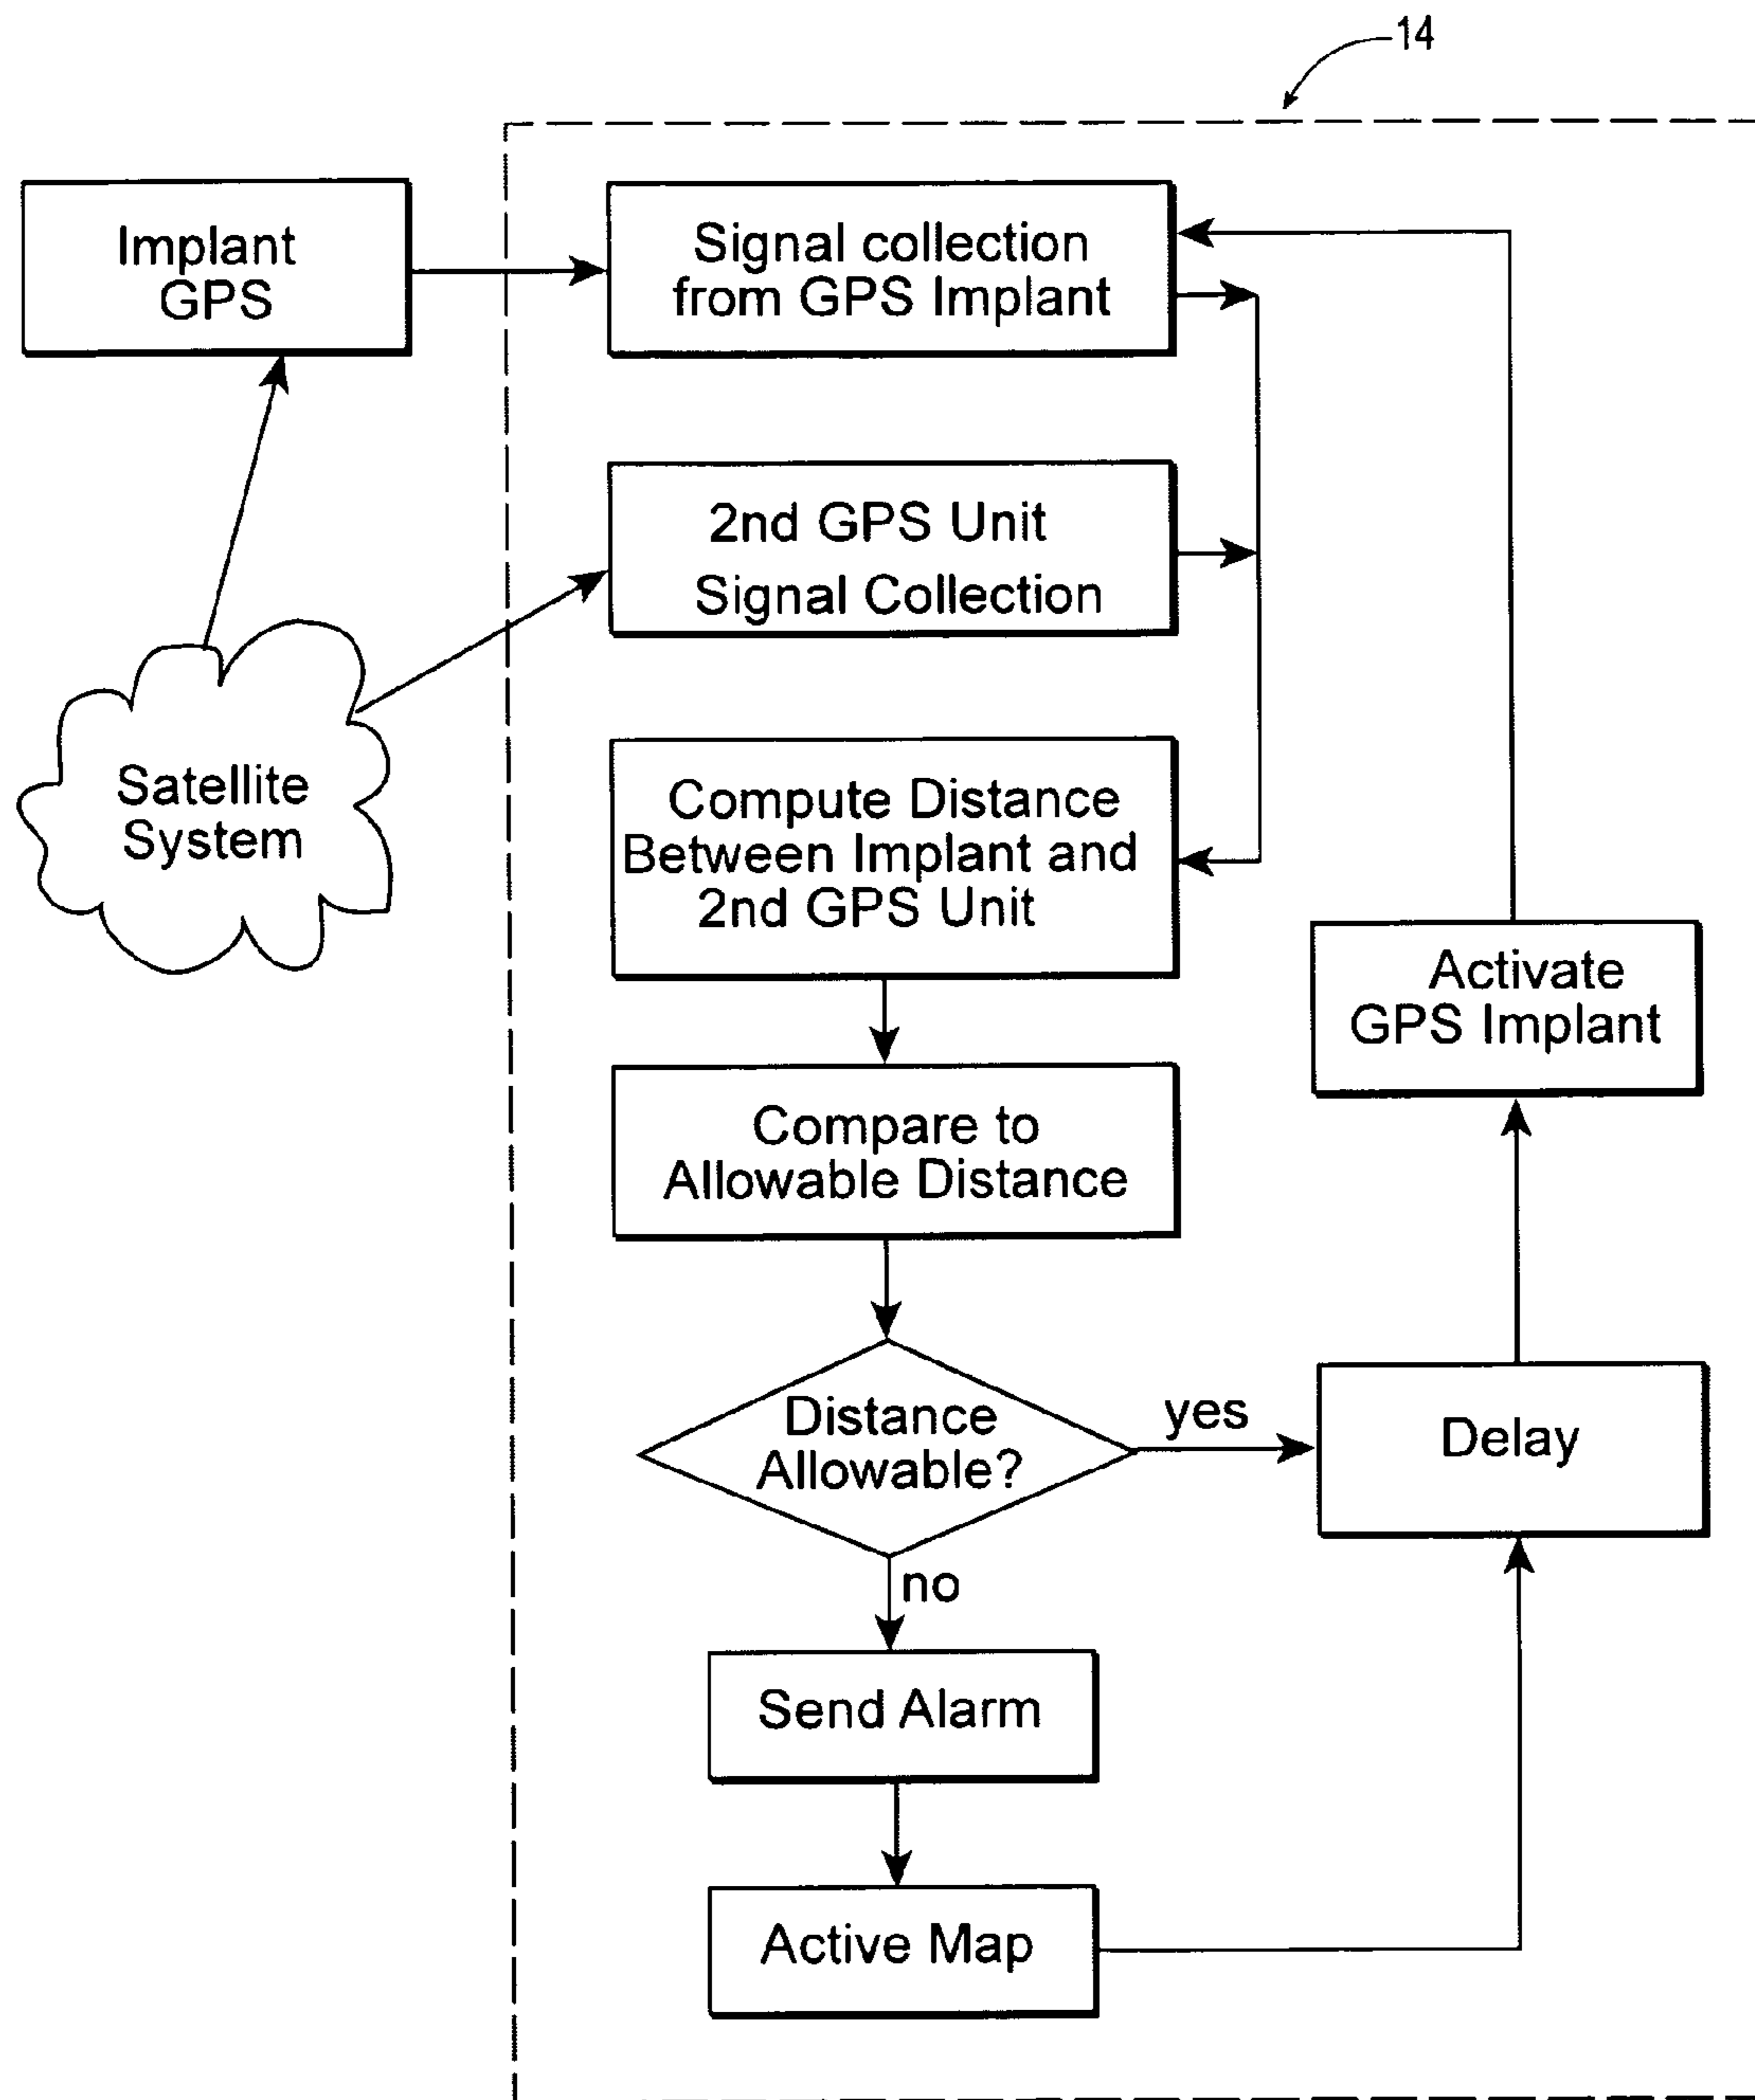 14
Implant
GPS
Signal collection
from GPS Implant
2nd GPS Unit
Signal Collection
Satellite
System
Compute Distance
Between Implant and
2nd GPS Unit
Activate
GPS Implant
Compare to
Allowable Distance
Distance
Allowable?
yes
Delay
no
Send Alarm
Active Map